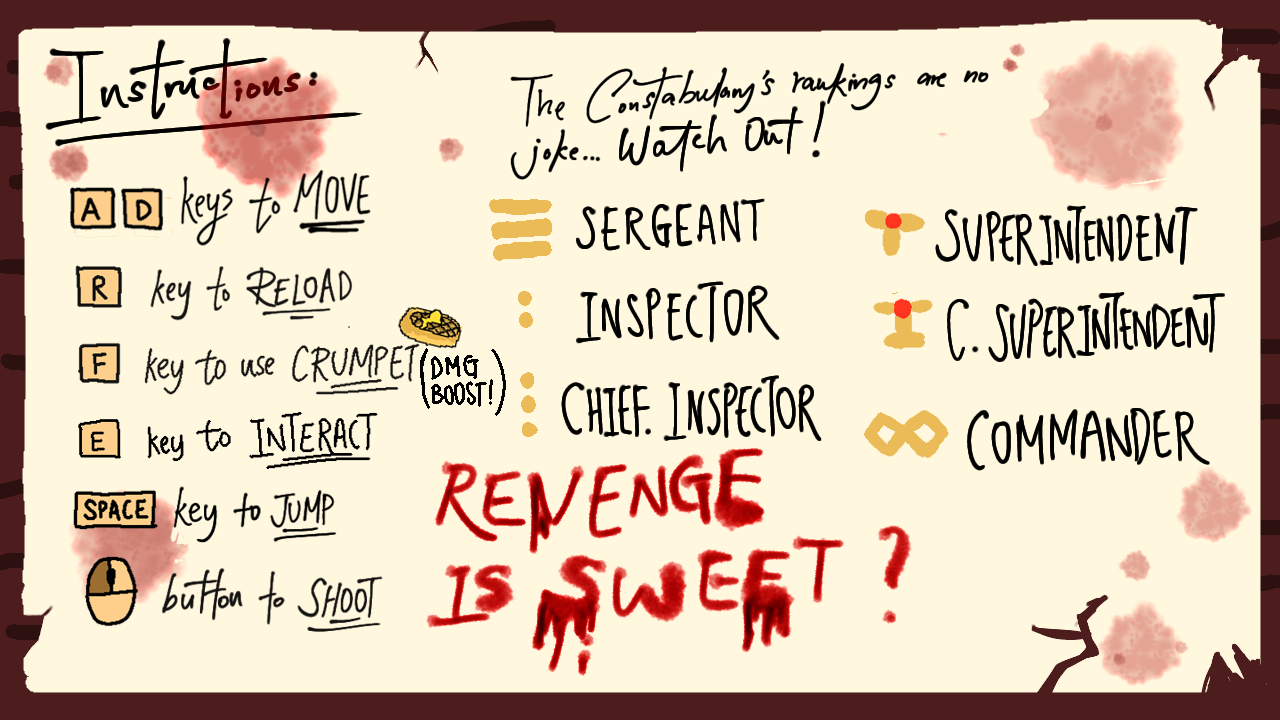 Instructions:
A D keys to MOVE
R key to RELOAD
F key to use CRUMPET
(DMG
BOOST!)
E key to INTERACT
SPACE key to JUMP
button to SHOOT
The Constabulary's rankings are no
joke... Watch Out!
SERGEANT
INSPECTOR
CHIEF. INSPECTOR
SUPERINTENDENT
C. SUPERINTENDENT
COMMANDER
REVENGE
IS SWEET ?